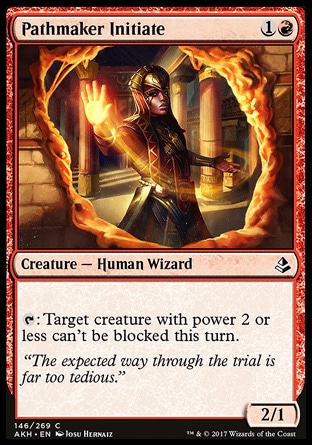 Pathmaker Initiate 1
Creature — Human Wizard
: Target creature with power 2 or
less can't be blocked this turn.
“The expected way through the trial is
far too tedious.”
2/1
146/269 C
AKH • EN Josu Hernaiz
™ & © 2017 Wizards of the Coast